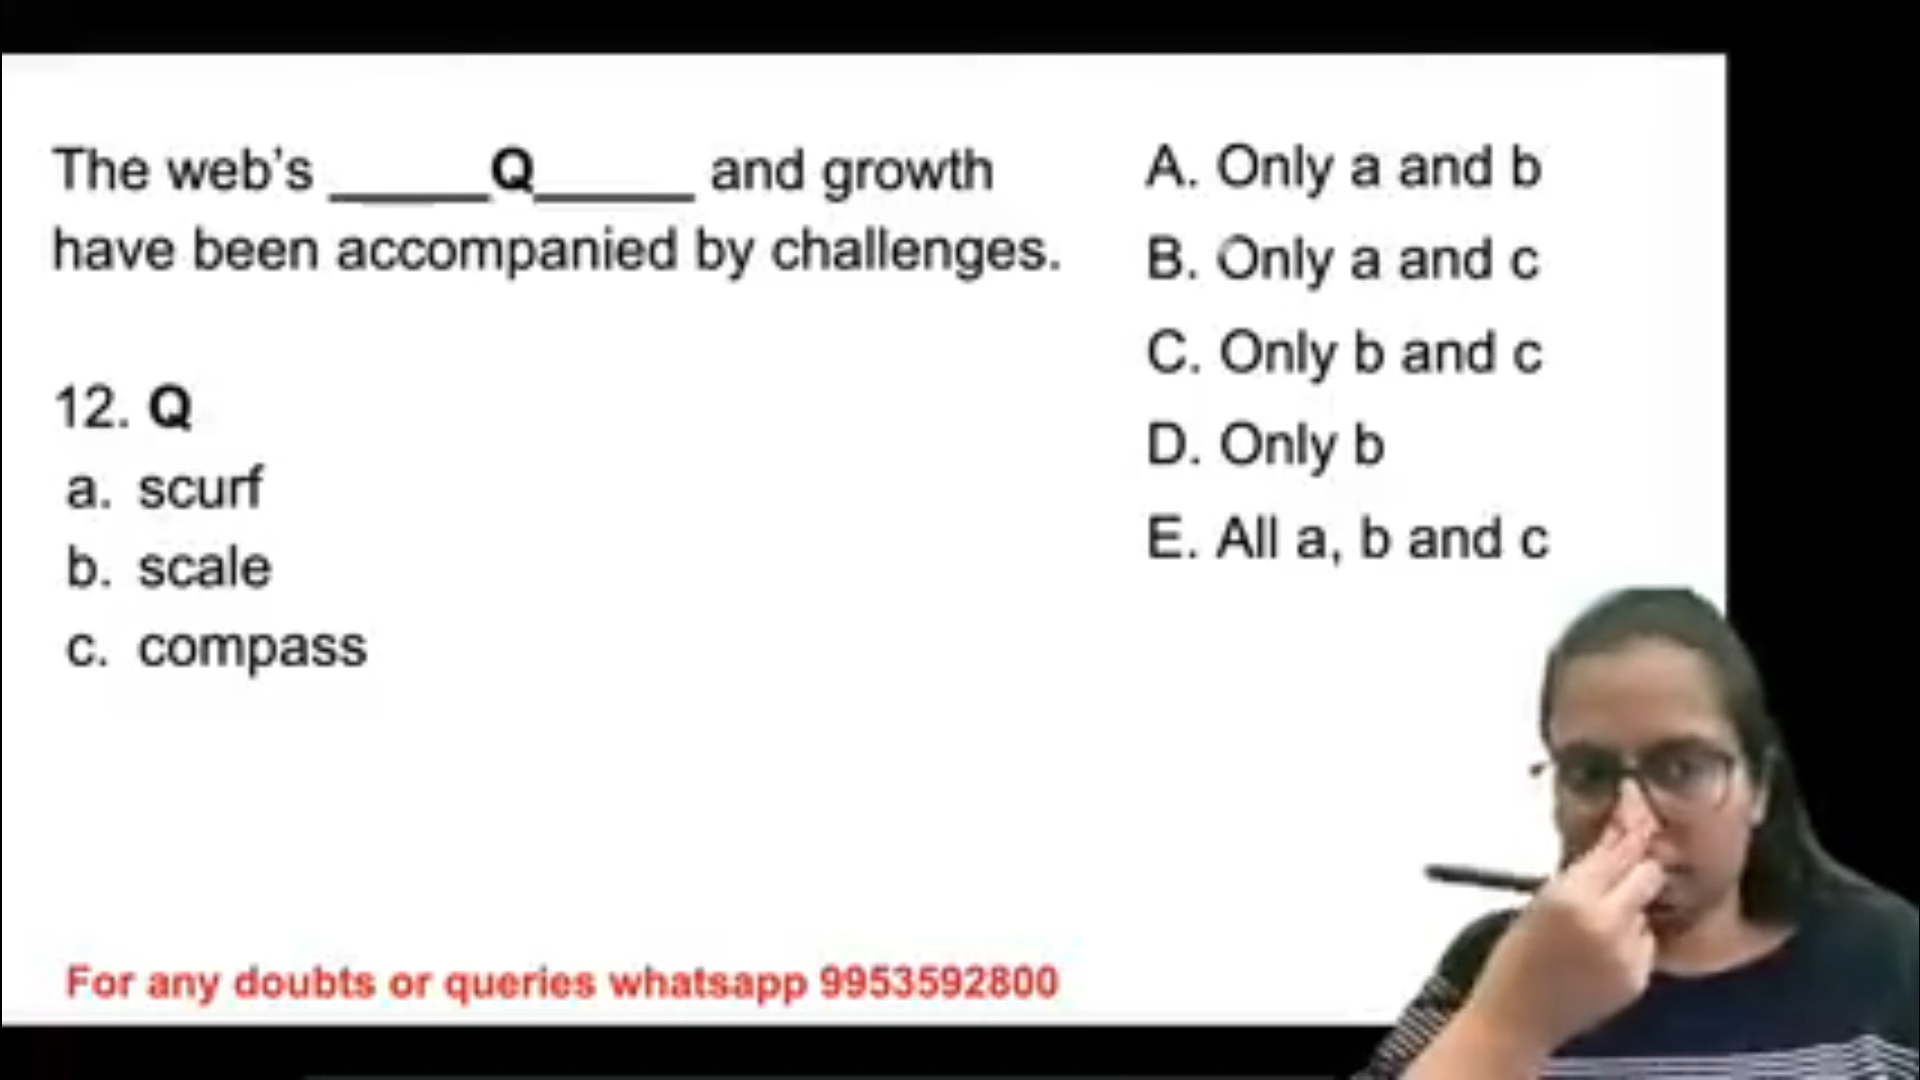 The web's _____Q_____ and growth
have been accompanied by challenges.
12. Q
a. scurf
b. scale
c. compass
A. Only a and b
B. Only a and c
C. Only b and c
D. Only b
E. All a, b and c
For any doubts or queries whatsapp 9953592800